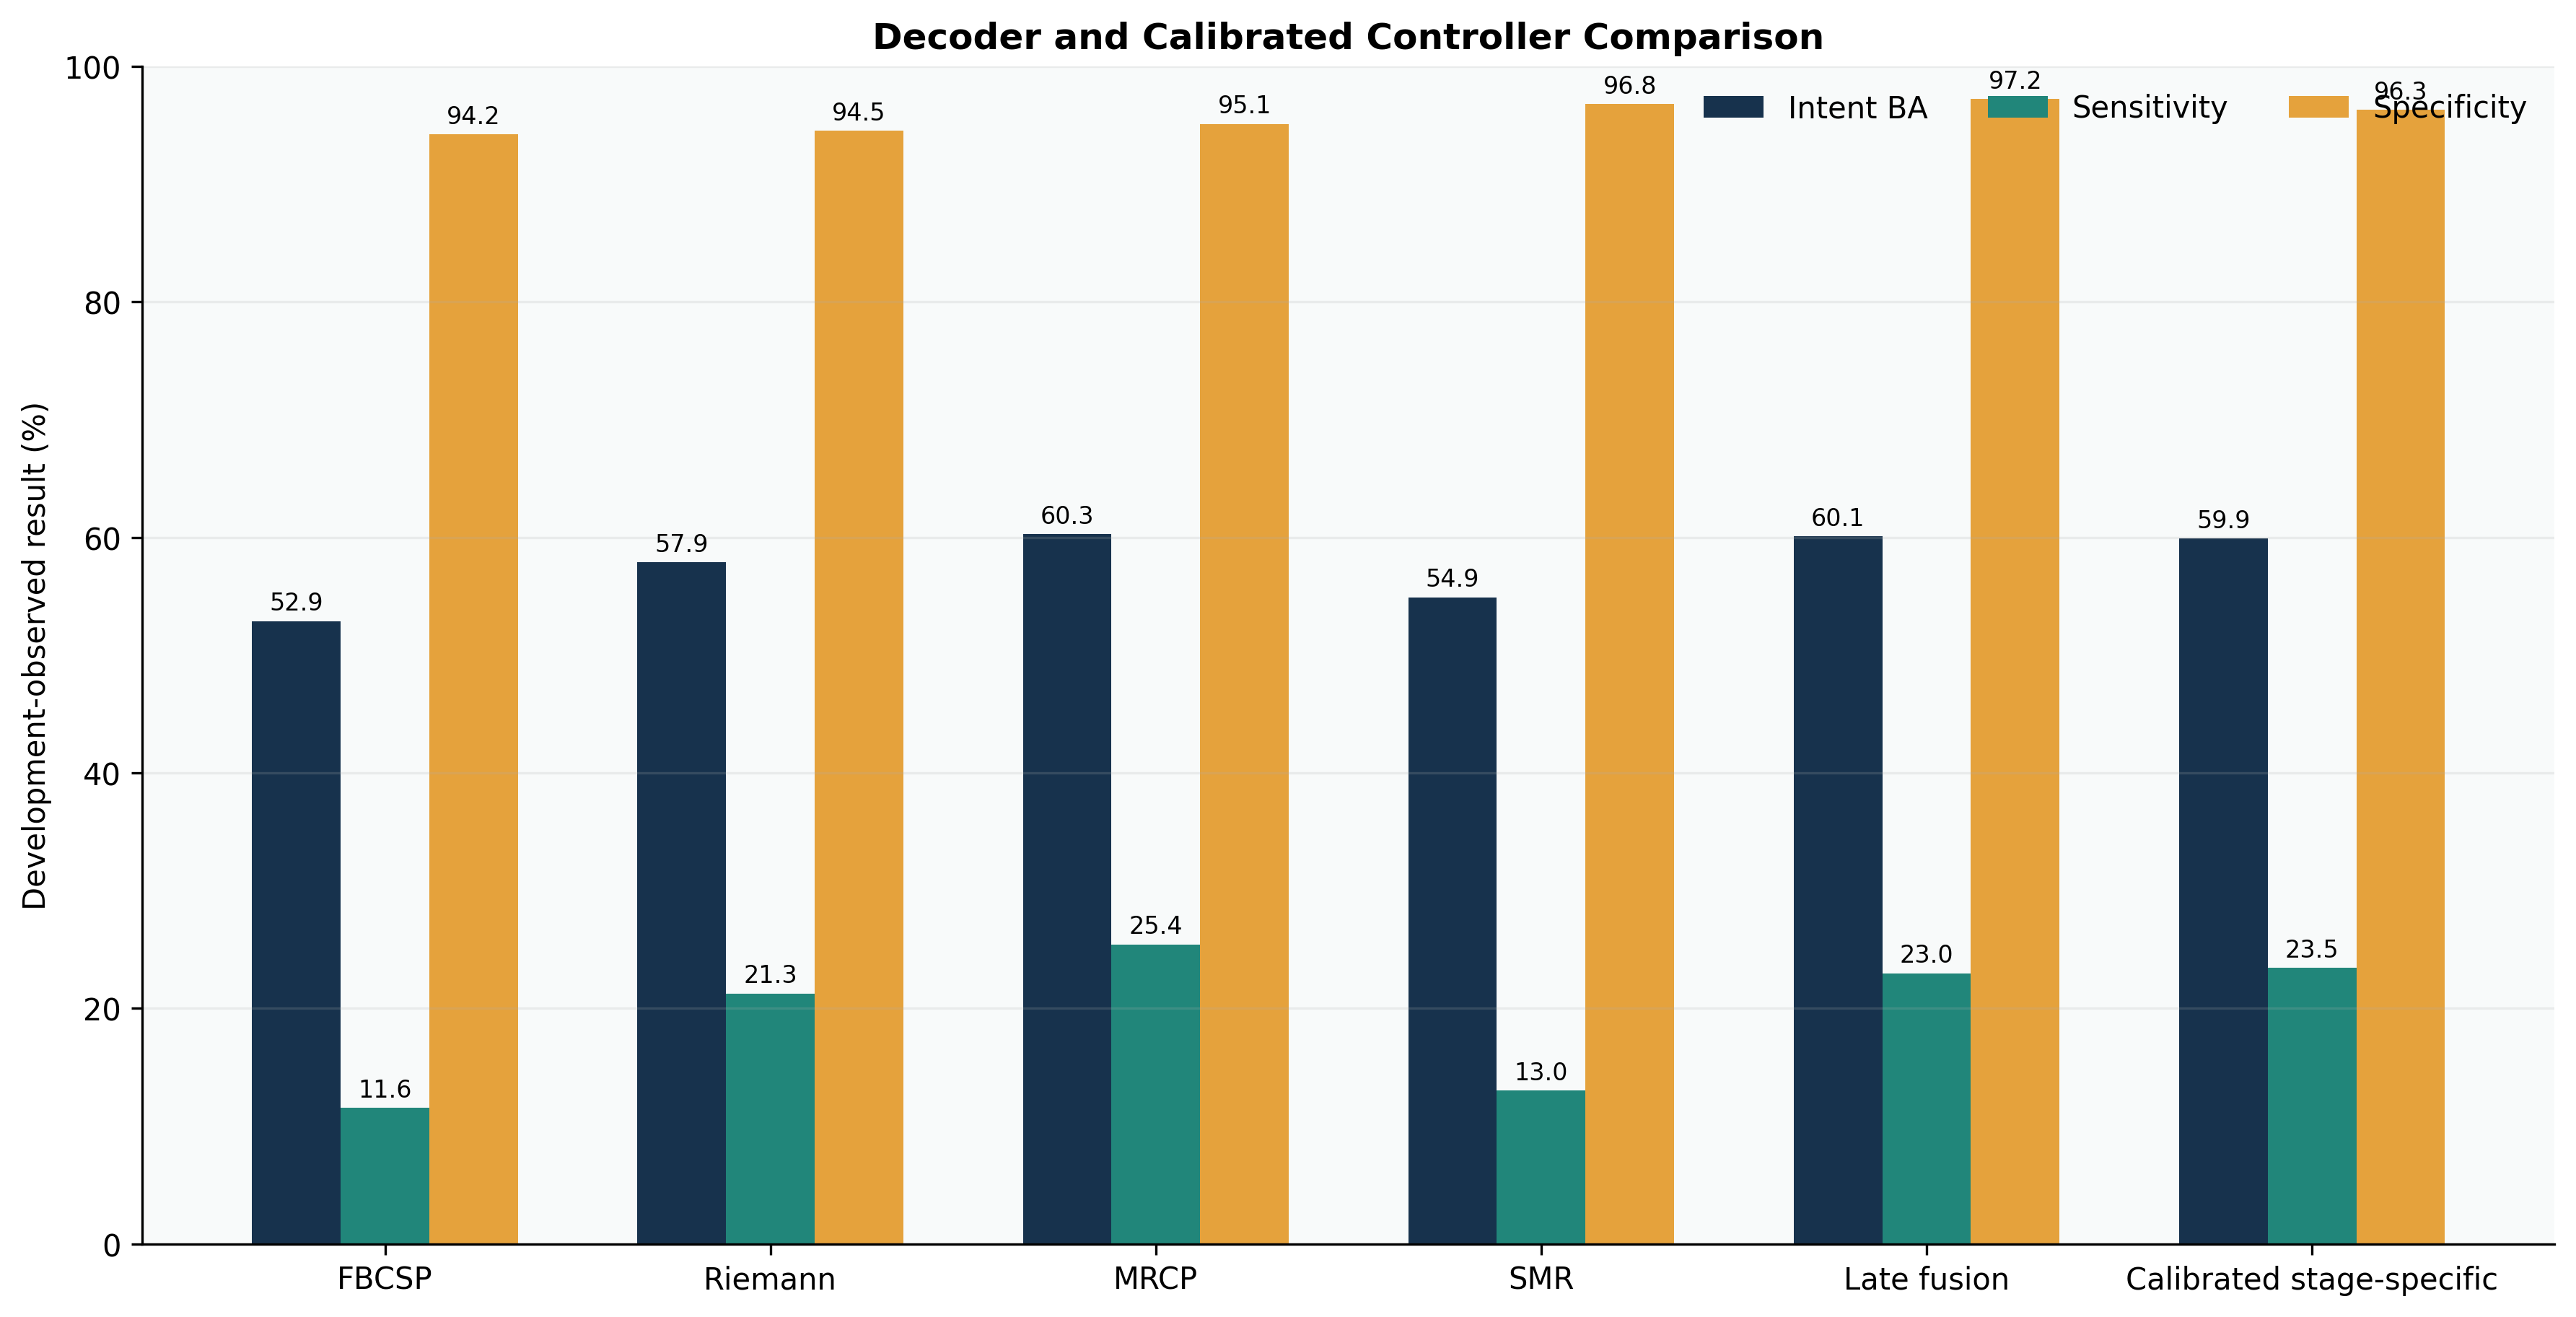 Decoder and Calibrated Controller Comparison
Development-observed result (%)
100
80
60
40
20
0
Intent BA
Sensitivity
Specificity
52.9
11.6
94.2
57.9
21.3
94.5
60.3
25.4
95.1
54.9
13.0
96.8
60.1
23.0
97.2
59.9
23.5
96.3
FBCSP
Riemann
MRCP
SMR
Late fusion
Calibrated stage-specific